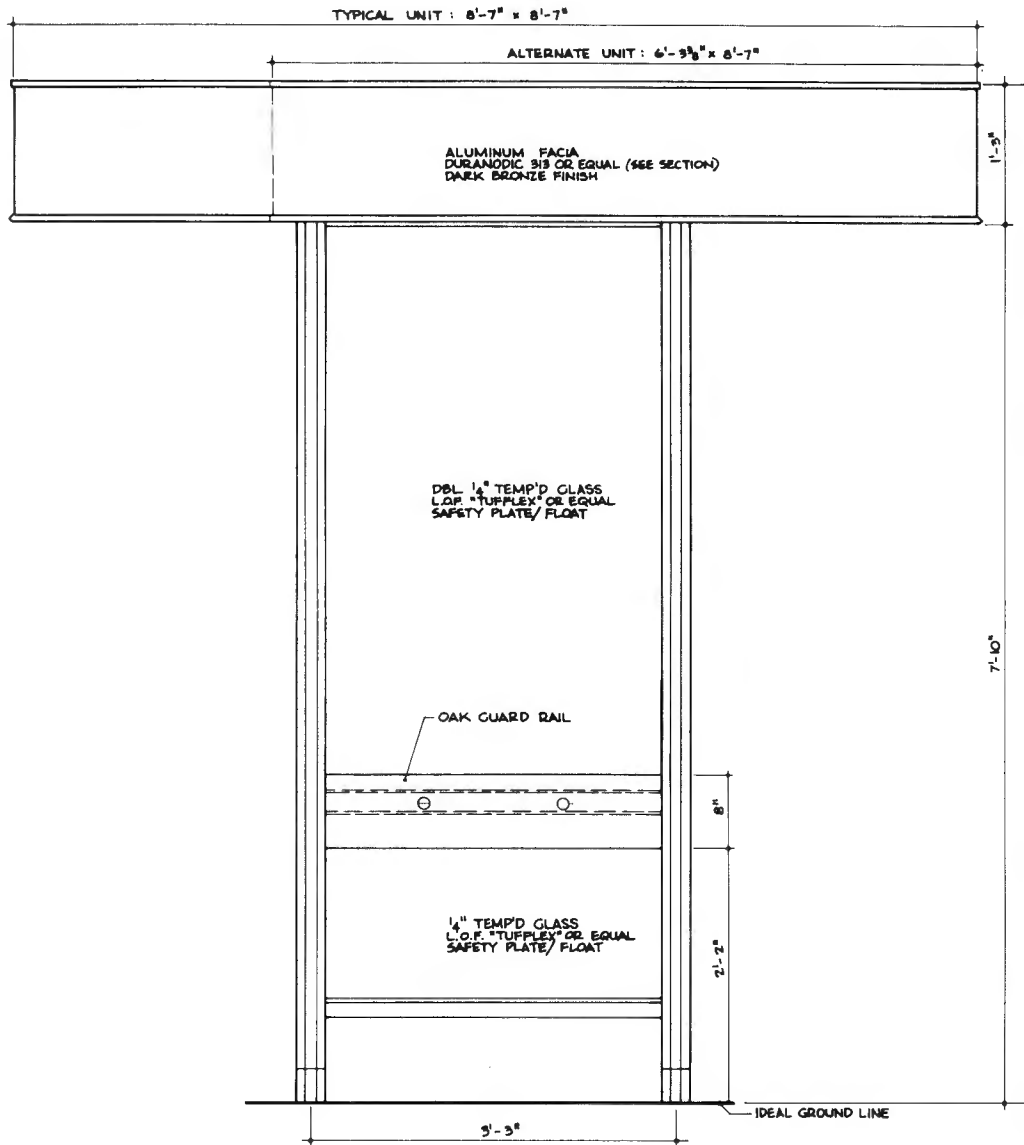 TYPICAL UNIT : 8'-7" x 8'-7"
ALTERNATE UNIT : 6'-3⅜" x 8'-7"
ALUMINUM FACIA
DURANODIC 313 OR EQUAL (SEE SECTION)
DARK BRONZE FINISH
1'-3"
DBL 1/4" TEMP'D GLASS
L.O.F. "TUFFLEX" OR EQUAL
SAFETY PLATE/ FLOAT
7'-10"
OAK GUARD RAIL
8"
1/4" TEMP'D GLASS
L.O.F. "TUFFLEX" OR EQUAL
SAFETY PLATE/ FLOAT
2'-2"
IDEAL GROUND LINE
3'-3"